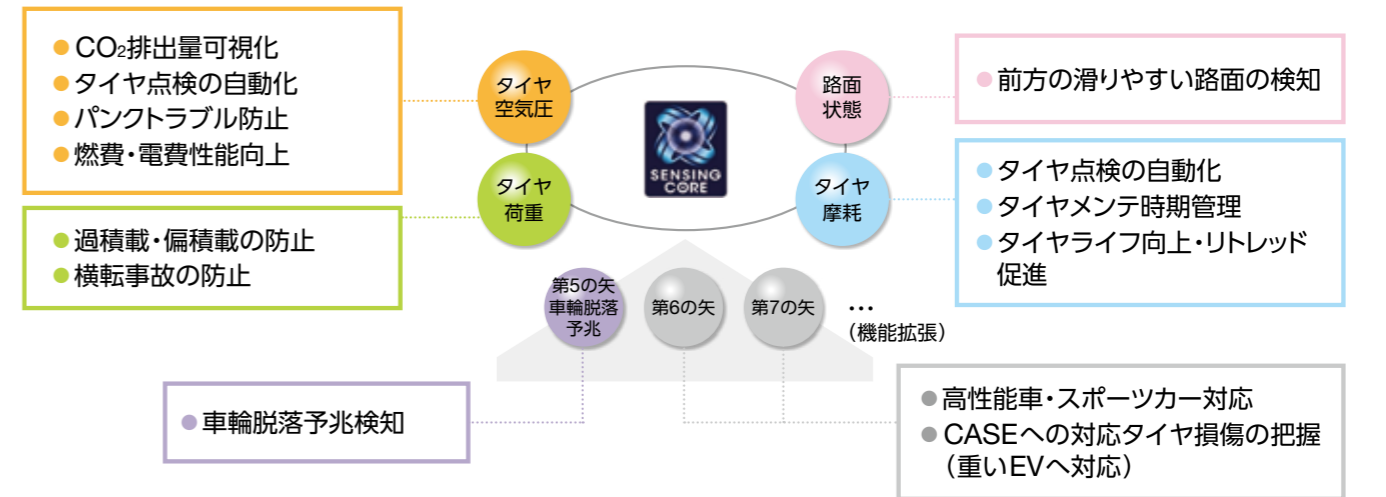 ● CO₂排出量可視化
● タイヤ点検の自動化
● パンクトラブル防止
● 燃費・電費性能向上
● 過積載・偏積載の防止
● 横転事故の防止
タイヤ
空気圧
タイヤ
荷重
SENSING
CORE
路面
状態
タイヤ
摩耗
● 前方の滑りやすい路面の検知
● タイヤ点検の自動化
● タイヤメンテ時期管理
● タイヤライフ向上・リトレッド
促進
第5の矢
車輪脱落
予兆
第6の矢
第7の矢
…
（機能拡張）
● 車輪脱落予兆検知
● 高性能車・スポーツカー対応
● CASEへの対応タイヤ損傷の把握
（重いEVへ対応）